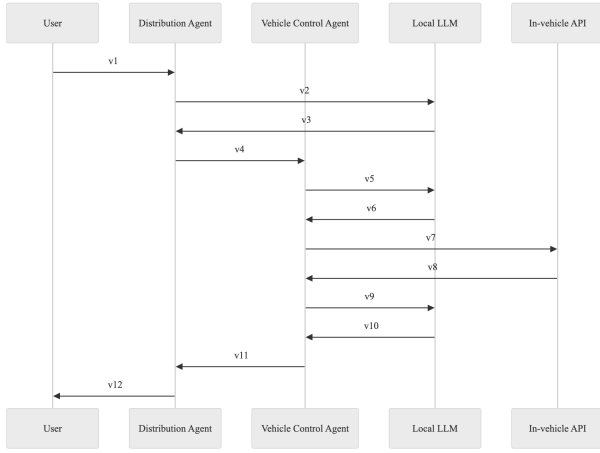 User Distribution Agent Vehicle Control Agent Local LLM In-vehicle API
v1
v2
v3
v4
v5
v6
v7
v8
v9
v10
v11
v12
User Distribution Agent Vehicle Control Agent Local LLM In-vehicle API